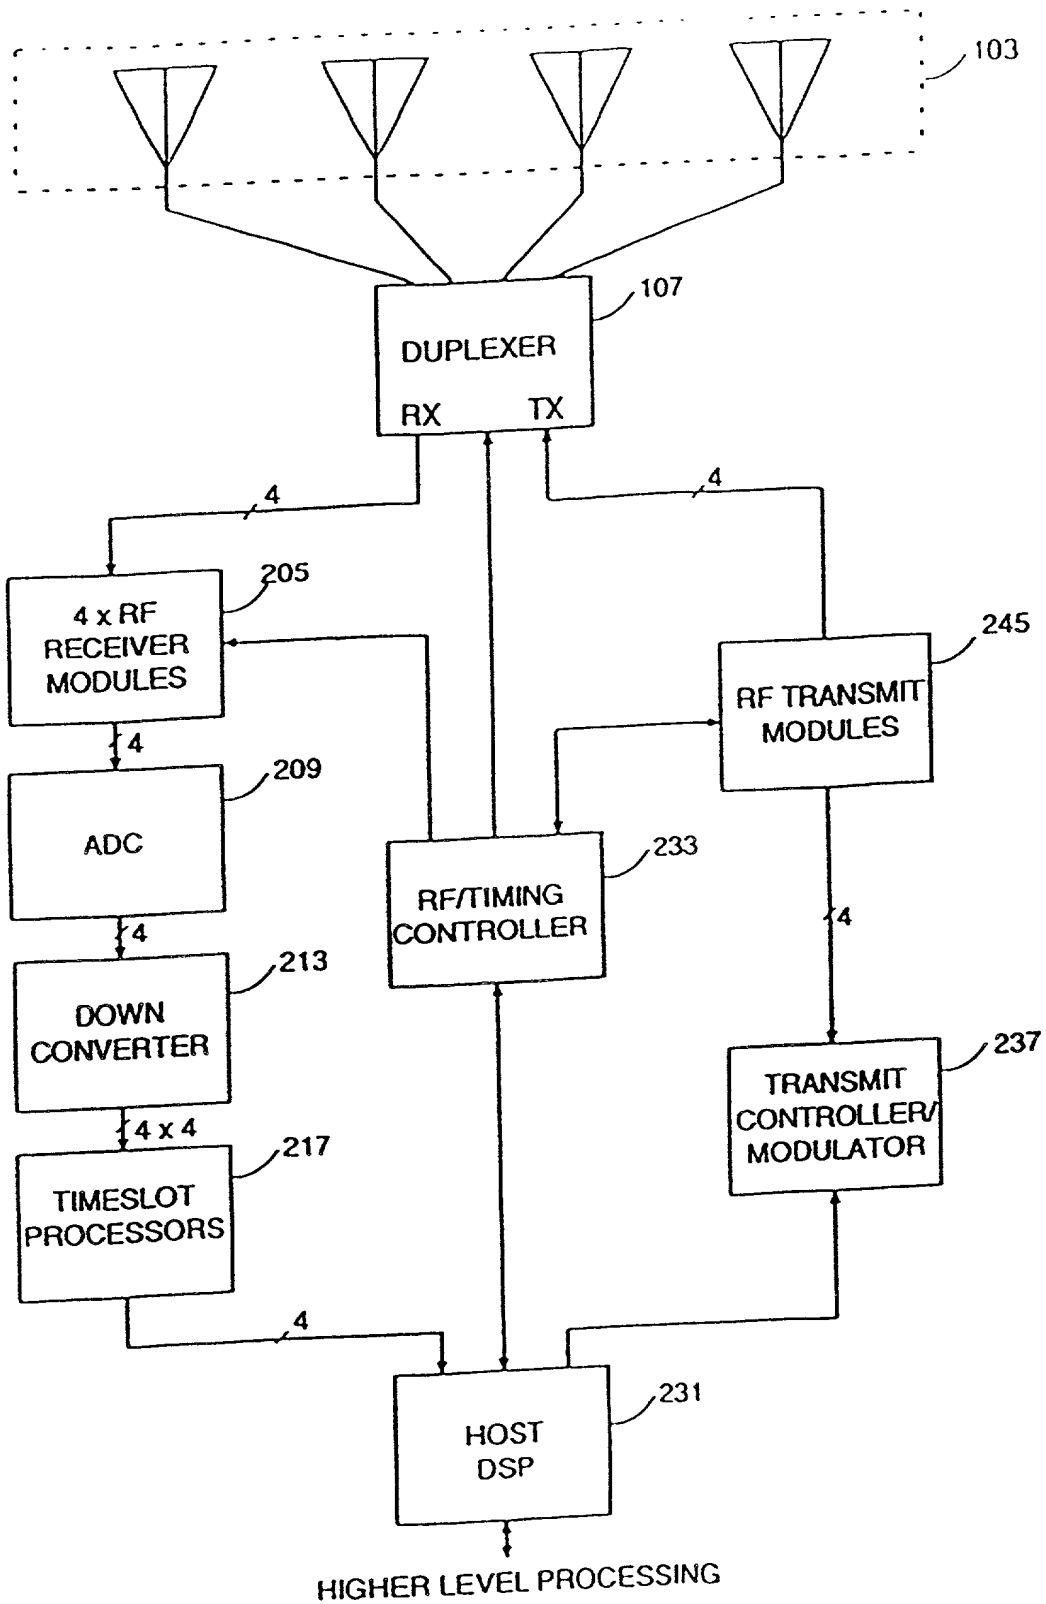 103
107
DUPLEXER
RX TX
4
4
205
4 x RF
RECEIVER
MODULES
245
RF TRANSMIT
MODULES
4
209
ADC
233
RF/TIMING
CONTROLLER
4
4
213
DOWN
CONVERTER
237
TRANSMIT
CONTROLLER/
MODULATOR
4 x 4
217
TIMESLOT
PROCESSORS
4
231
HOST
DSP
HIGHER LEVEL PROCESSING